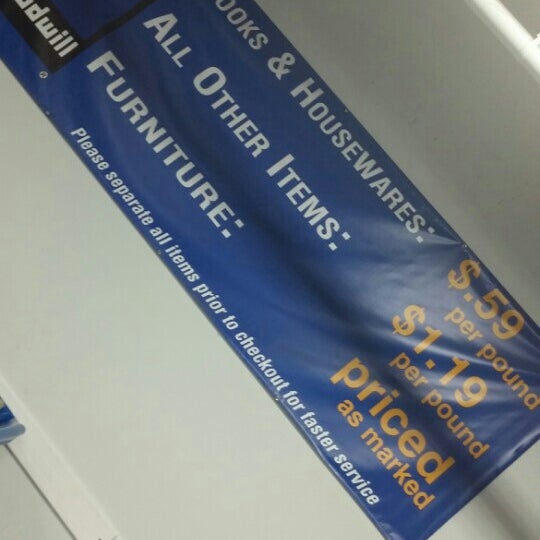 & HOUSEWARES: $.59 per pound
ALL OTHER ITEMS: $1.19 per pound
FURNITURE: priced as marked
Please separate all items prior to checkout for faster service